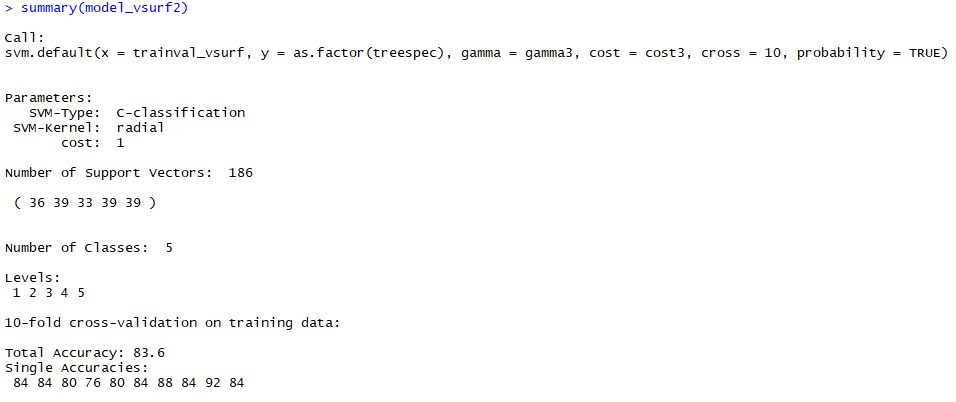 > summary(model_vsurf2)
Call:
svm.default(x = trainval_vsurf, y = as.factor(treespec), gamma = gamma3, cost = cost3, cross = 10, probability = TRUE)
Parameters:
SVM-Type: C-classification
SVM-Kernel: radial
cost: 1
Number of Support Vectors: 186
( 36 39 33 39 39 )
Number of Classes: 5
Levels:
1 2 3 4 5
10-fold cross-validation on training data:
Total Accuracy: 83.6
Single Accuracies:
84 84 80 76 80 84 88 84 92 84